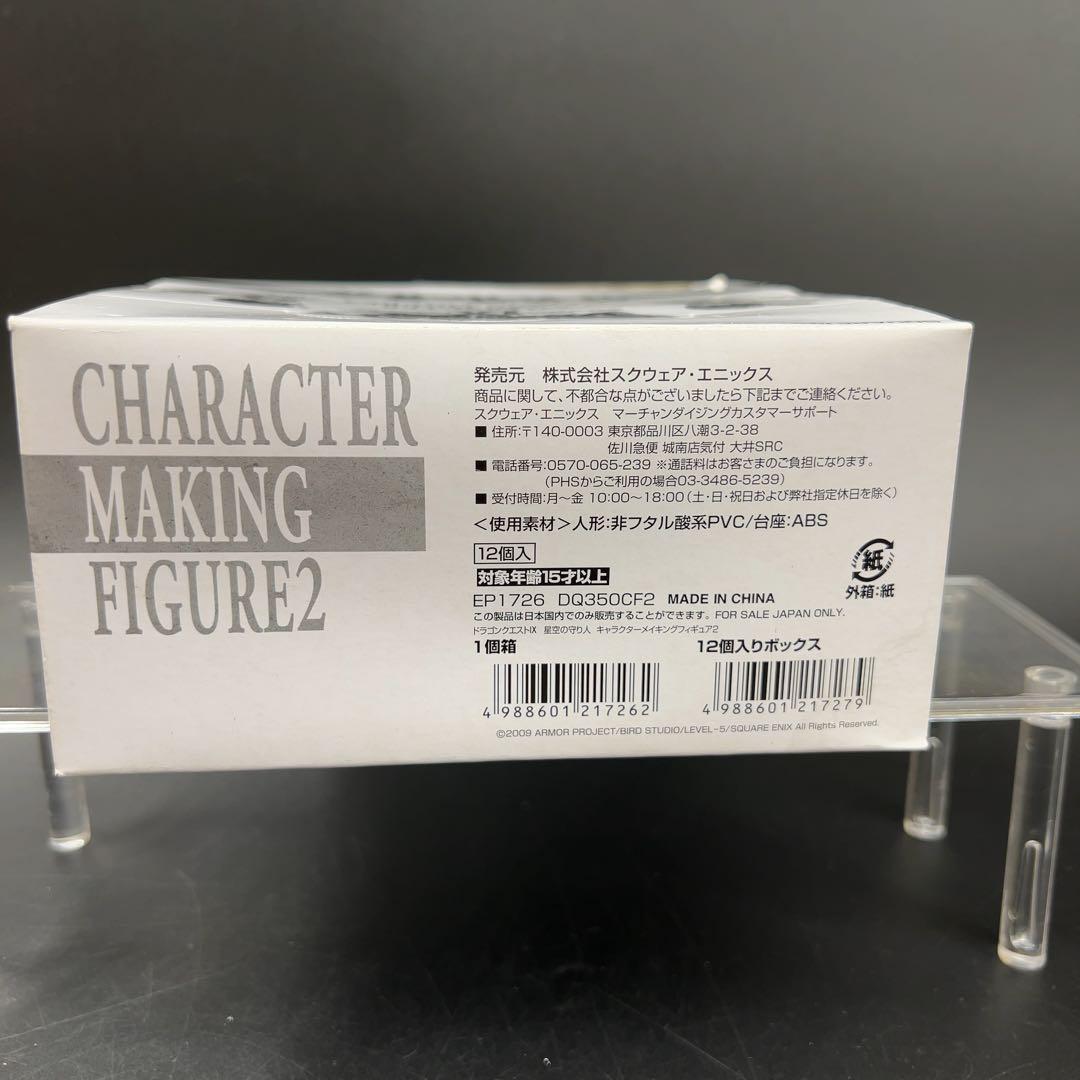 CHARACTER
MAKING
FIGURE2
発売元 株式会社スクウェア・エニックス
商品に関して、不都合な点がございましたら下記までご連絡ください。
スクウェア・エニックス マーチャンダイジングカスタマーサポート
■ 住所:〒140-0003 東京都品川区八潮3-2-38
佐川急便 城南店気付 大井SRC
■ 電話番号:0570-065-239 ※通話料はお客さまのご負担になります。
(PHSからご利用の場合03-3486-5239)
■ 受付時間:月〜金 10:00〜18:00(土・日・祝日および弊社指定休日を除く)
<使用素材>人形:非フタル酸系PVC/台座:ABS
12個入
対象年齢15才以上
EP1726 DQ350CF2 MADE IN CHINA
この製品は日本国内でのみ販売することができます。FOR SALE JAPAN ONLY.
ドラゴンクエストIX 星空の守り人 キャラクターメイキングフィギュア2
紙
外箱:紙
1個箱
4 988601 217262
12個入りボックス
4 988601 217279
©2009 ARMOR PROJECT/BIRD STUDIO/LEVEL-5/SQUARE ENIX All Rights Reserved.